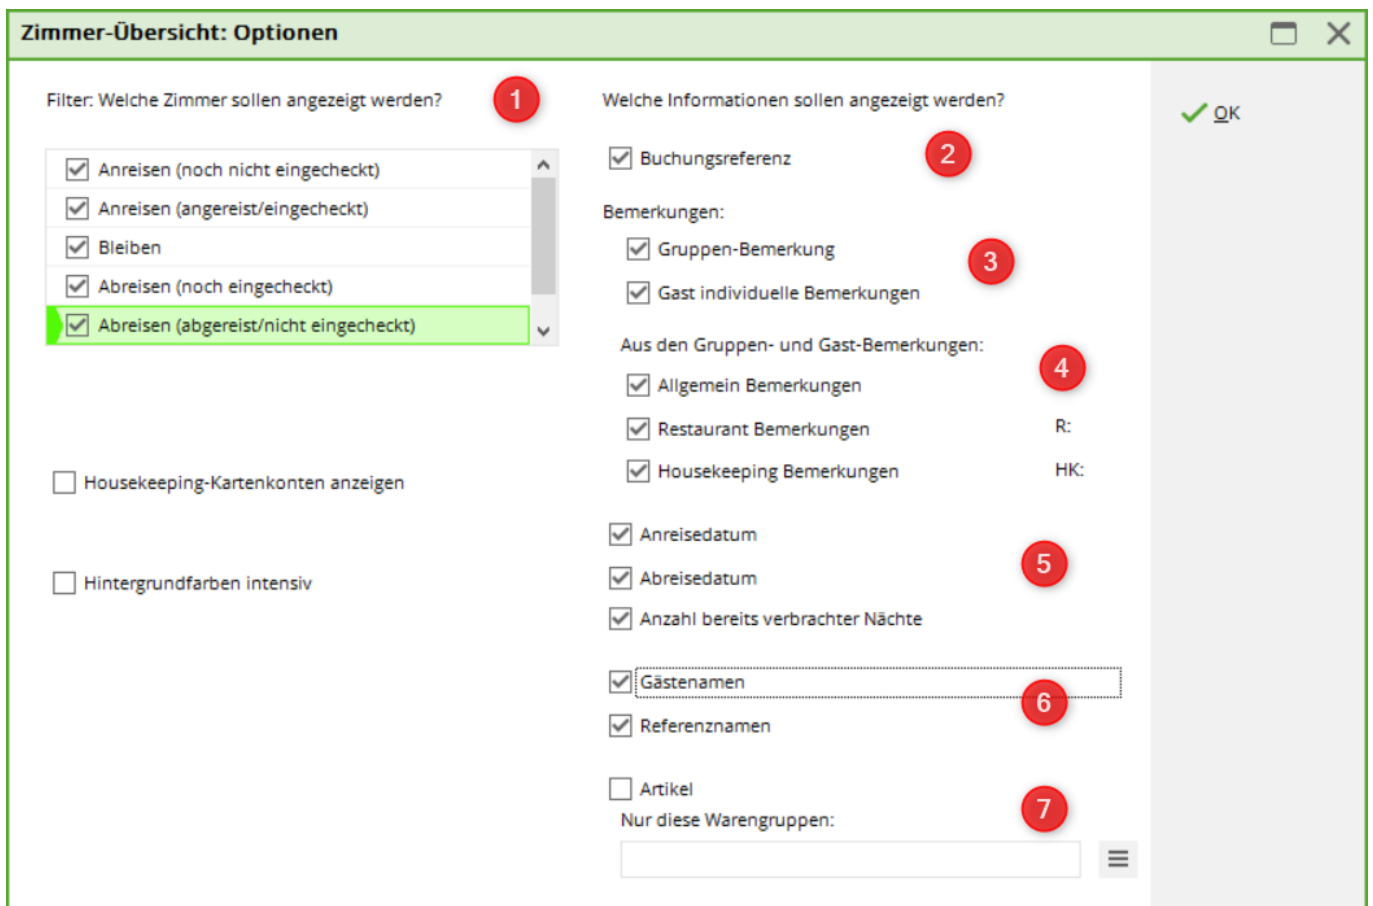 Zimmer-Übersicht: Optionen
Filter: Welche Zimmer sollen angezeigt werden?
1
Anreisen (noch nicht eingecheckt)
Anreisen (angereist/eingecheckt)
Bleiben
Abreisen (noch eingecheckt)
Abreisen (abgereist/nicht eingecheckt)
Housekeeping-Kartenkonten anzeigen
Hintergrundfarben intensiv
Welche Informationen sollen angezeigt werden?
Buchungsreferenz
2
Bemerkungen:
Gruppen-Bemerkung
3
Gast individuelle Bemerkungen
Aus den Gruppen- und Gast-Bemerkungen:
4
Allgemein Bemerkungen
Restaurant Bemerkungen R:
Housekeeping Bemerkungen HK:
Anreisedatum
5
Abreisedatum
Anzahl bereits verbrachter Nächte
Gästenamen
6
Referenznamen
Artikel
7
Nur diese Warengruppen:
OK